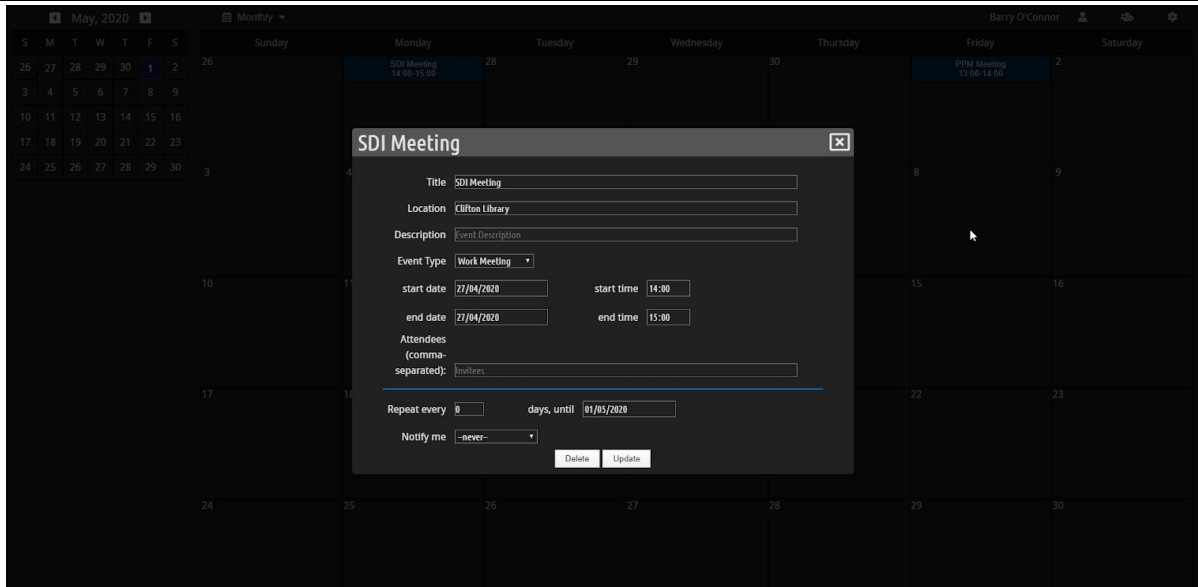 May, 2020
Monthly
Barry O'Connor
S M T W T F S
Sunday Monday Tuesday Wednesday Thursday Friday Saturday
26 27 28 29 30 1 2
3 4 5 6 7 8 9
10 11 12 13 14 15 16
17 18 19 20 21 22 23
24 25 26 27 28 29 30
26 28 29 30 2
SDI Meeting
14:00-15:00
PPM Meeting
13:00-14:00
3 4 8 9
10 11 15 16
17 18 22 23
24 25 26 27 28 29 30
SDI Meeting
Title SDI Meeting
Location Clifton Library
Description Event Description
Event Type Work Meeting
start date 27/04/2020 start time 14:00
end date 27/04/2020 end time 15:00
Attendees
(comma-
separated): Invitees
Repeat every 0 days, until 01/05/2020
Notify me --never--
Delete Update